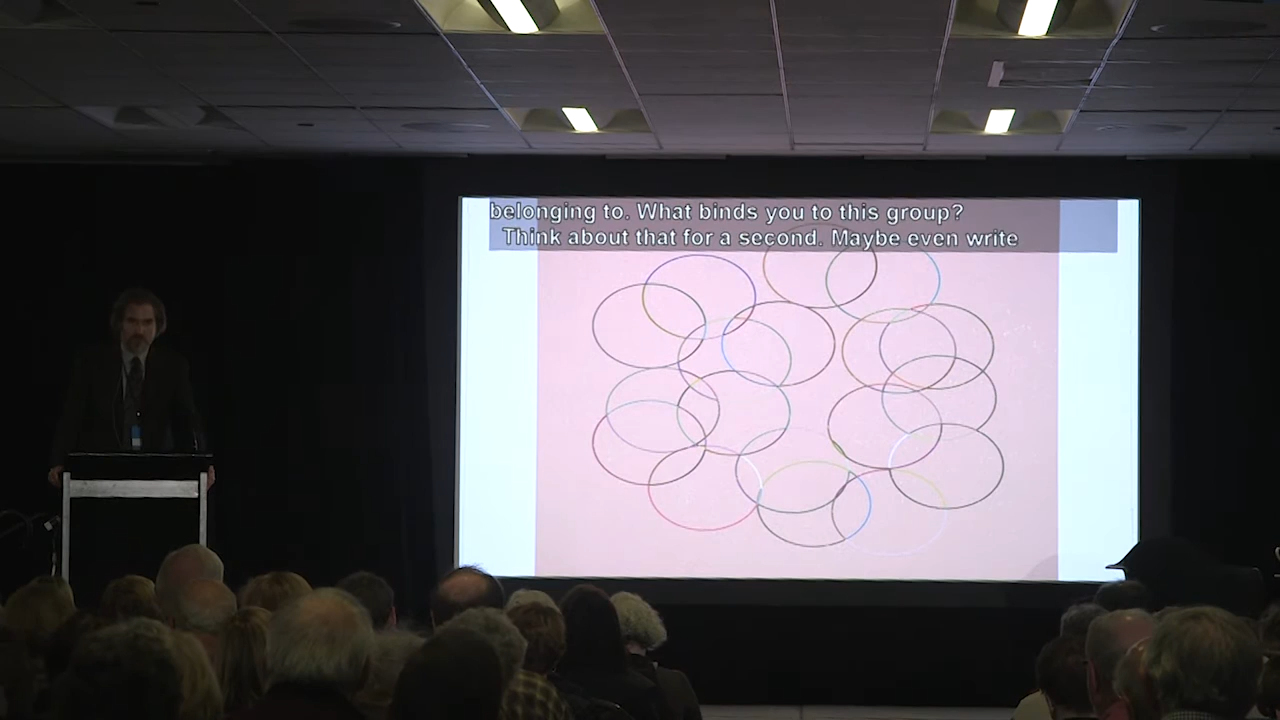 belonging to. What binds you to this group?
Think about that for a second. Maybe even write